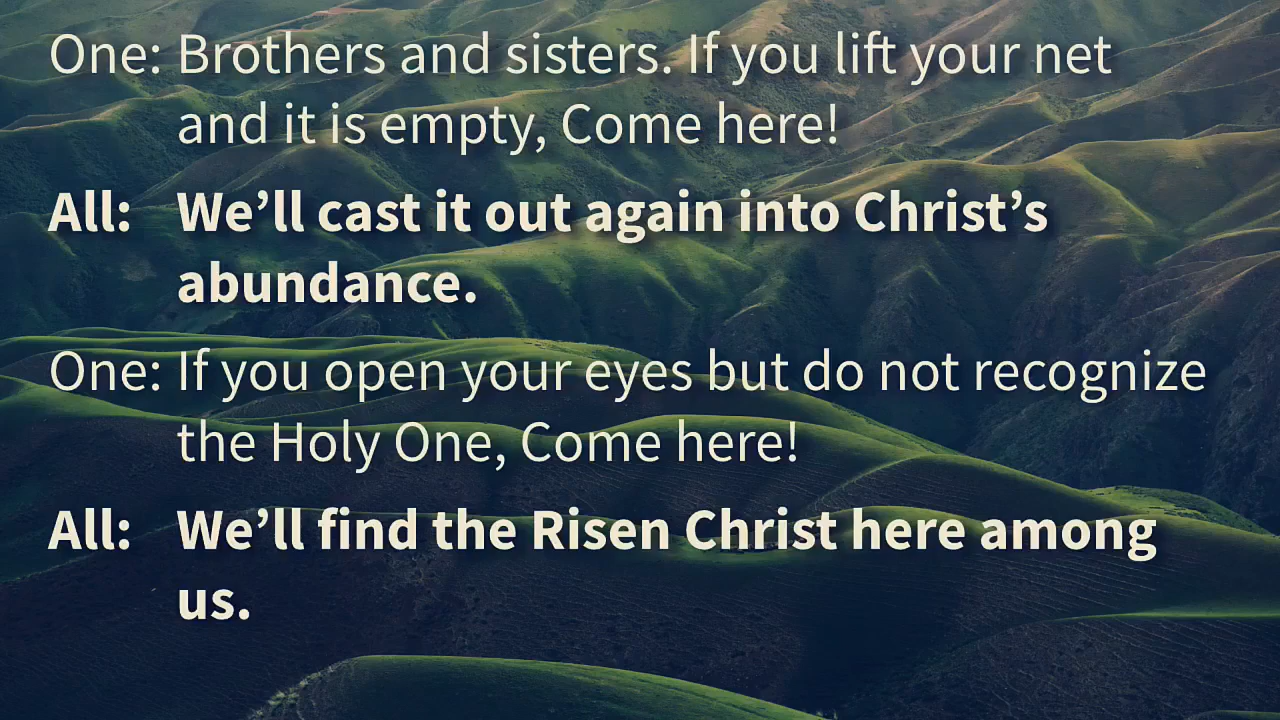 One: Brothers and sisters. If you lift your net
and it is empty, Come here!
All: We’ll cast it out again into Christ’s
abundance.
One: If you open your eyes but do not recognize
the Holy One, Come here!
All: We’ll find the Risen Christ here among
us.